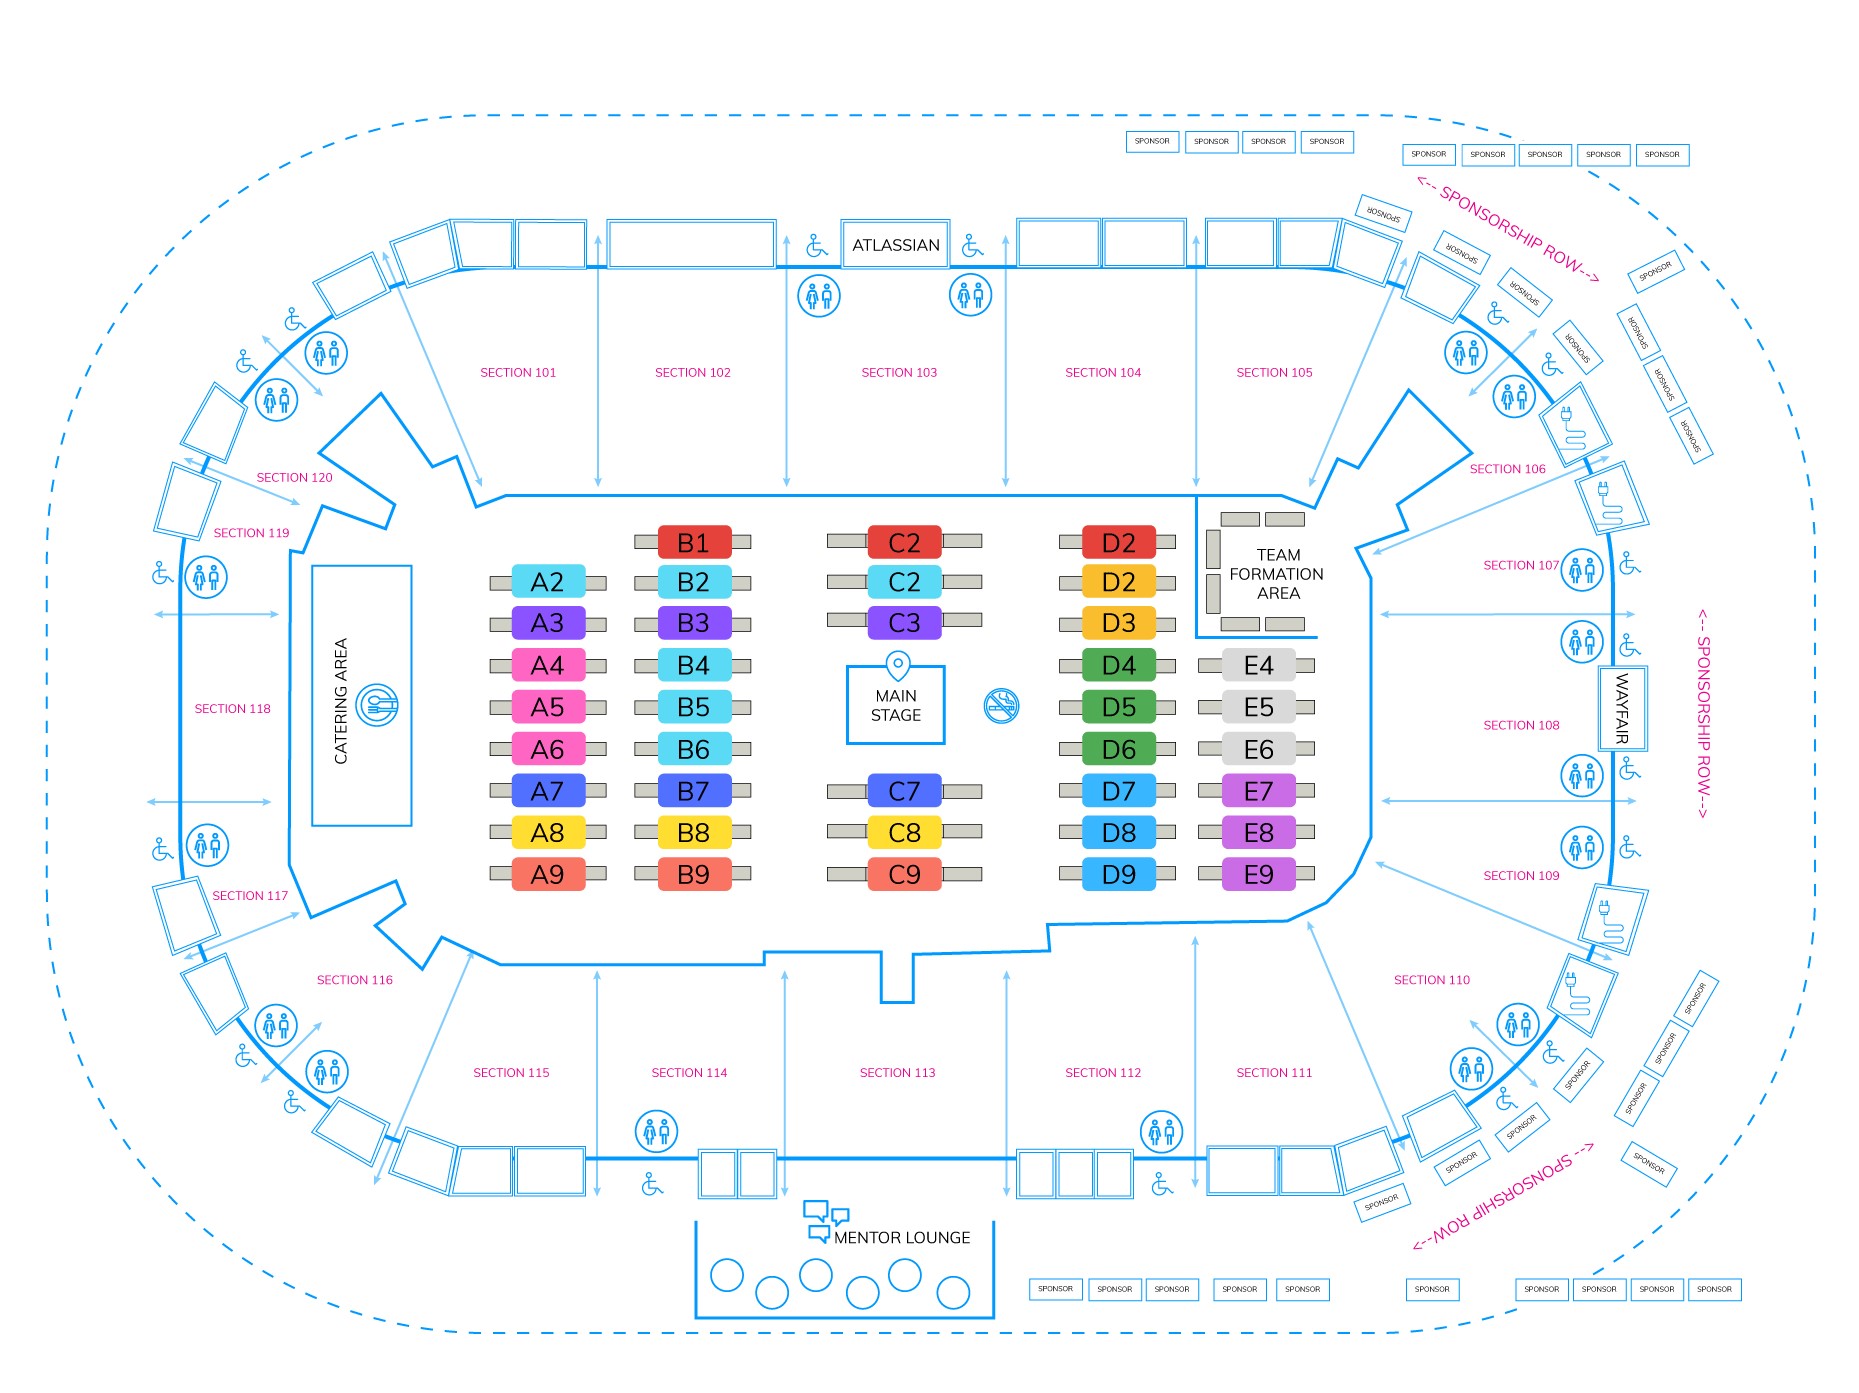 SPONSOR SPONSOR SPONSOR SPONSOR
SPONSOR SPONSOR SPONSOR SPONSOR SPONSOR
<-- SPONSORSHIP ROW-->
SPONSOR
SPONSOR
SPONSOR
SPONSOR
SPONSOR
SPONSOR
SPONSOR
SPONSOR
ATLASSIAN
SECTION 101
SECTION 102
SECTION 103
SECTION 104
SECTION 105
SECTION 120
SECTION 106
SECTION 119
SECTION 107
TEAM
FORMATION
AREA
B1 C2 D2
A2 B2 C2 D2
A3 B3 C3 D3
A4 B4 D4 E4
A5 B5 D5 E5
A6 B6 D6 E6
A7 B7 C7 D7 E7
A8 B8 C8 D8 E8
A9 B9 C9 D9 E9
MAIN
STAGE
CATERING AREA
SECTION 118
SECTION 108
WAYFAIR
<-- SPONSORSHIP ROW-->
SECTION 117
SECTION 109
SECTION 116
SECTION 110
SECTION 115
SECTION 114
SECTION 113
SECTION 112
SECTION 111
SPONSOR
SPONSOR
SPONSOR
SPONSOR
SPONSOR
SPONSOR
SPONSOR
SPONSOR
<-- SPONSORSHIP ROW-->
MENTOR LOUNGE
SPONSOR SPONSOR SPONSOR SPONSOR SPONSOR SPONSOR SPONSOR SPONSOR SPONSOR SPONSOR